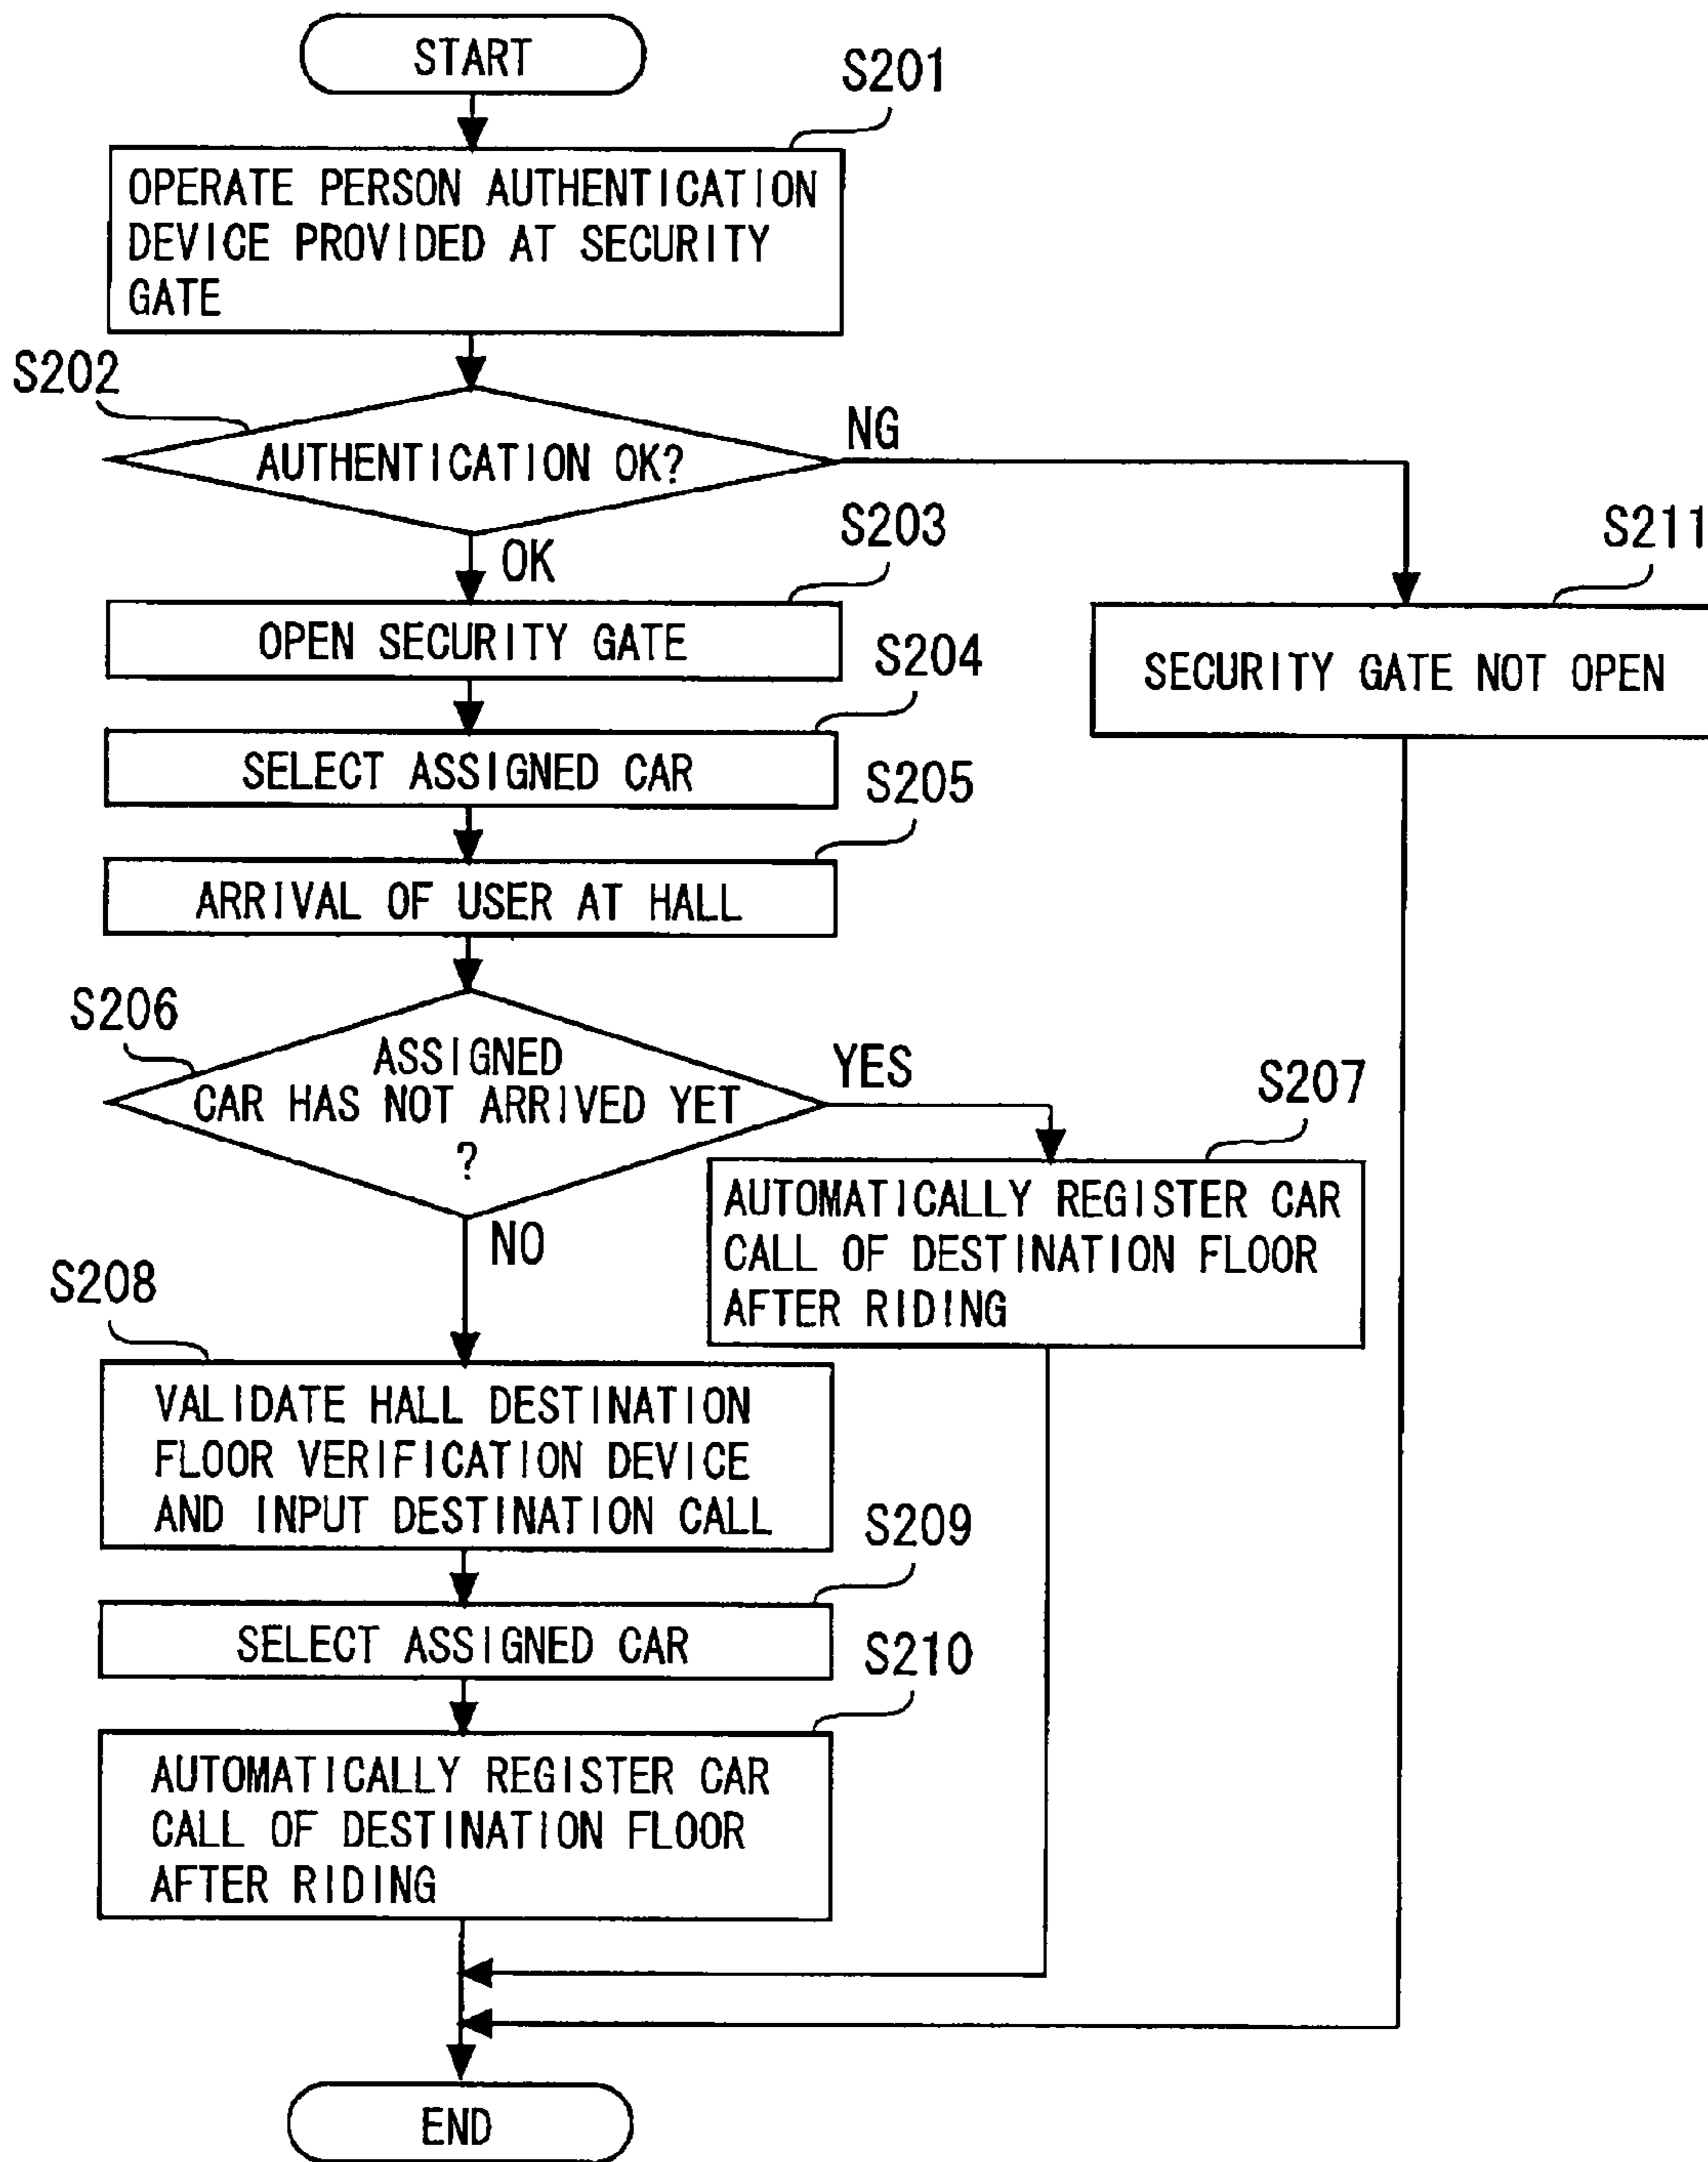 START
S201
OPERATE PERSON AUTHENTICATION
DEVICE PROVIDED AT SECURITY
GATE
S202
AUTHENTICATION OK?
NG
OK
S203
OPEN SECURITY GATE
S211
SECURITY GATE NOT OPEN
S204
SELECT ASSIGNED CAR
S205
ARRIVAL OF USER AT HALL
S206
ASSIGNED
CAR HAS NOT ARRIVED YET
?
YES
NO
S207
AUTOMATICALLY REGISTER CAR
CALL OF DESTINATION FLOOR
AFTER RIDING
S208
VALIDATE HALL DESTINATION
FLOOR VERIFICATION DEVICE
AND INPUT DESTINATION CALL
S209
SELECT ASSIGNED CAR
S210
AUTOMATICALLY REGISTER CAR
CALL OF DESTINATION FLOOR
AFTER RIDING
END